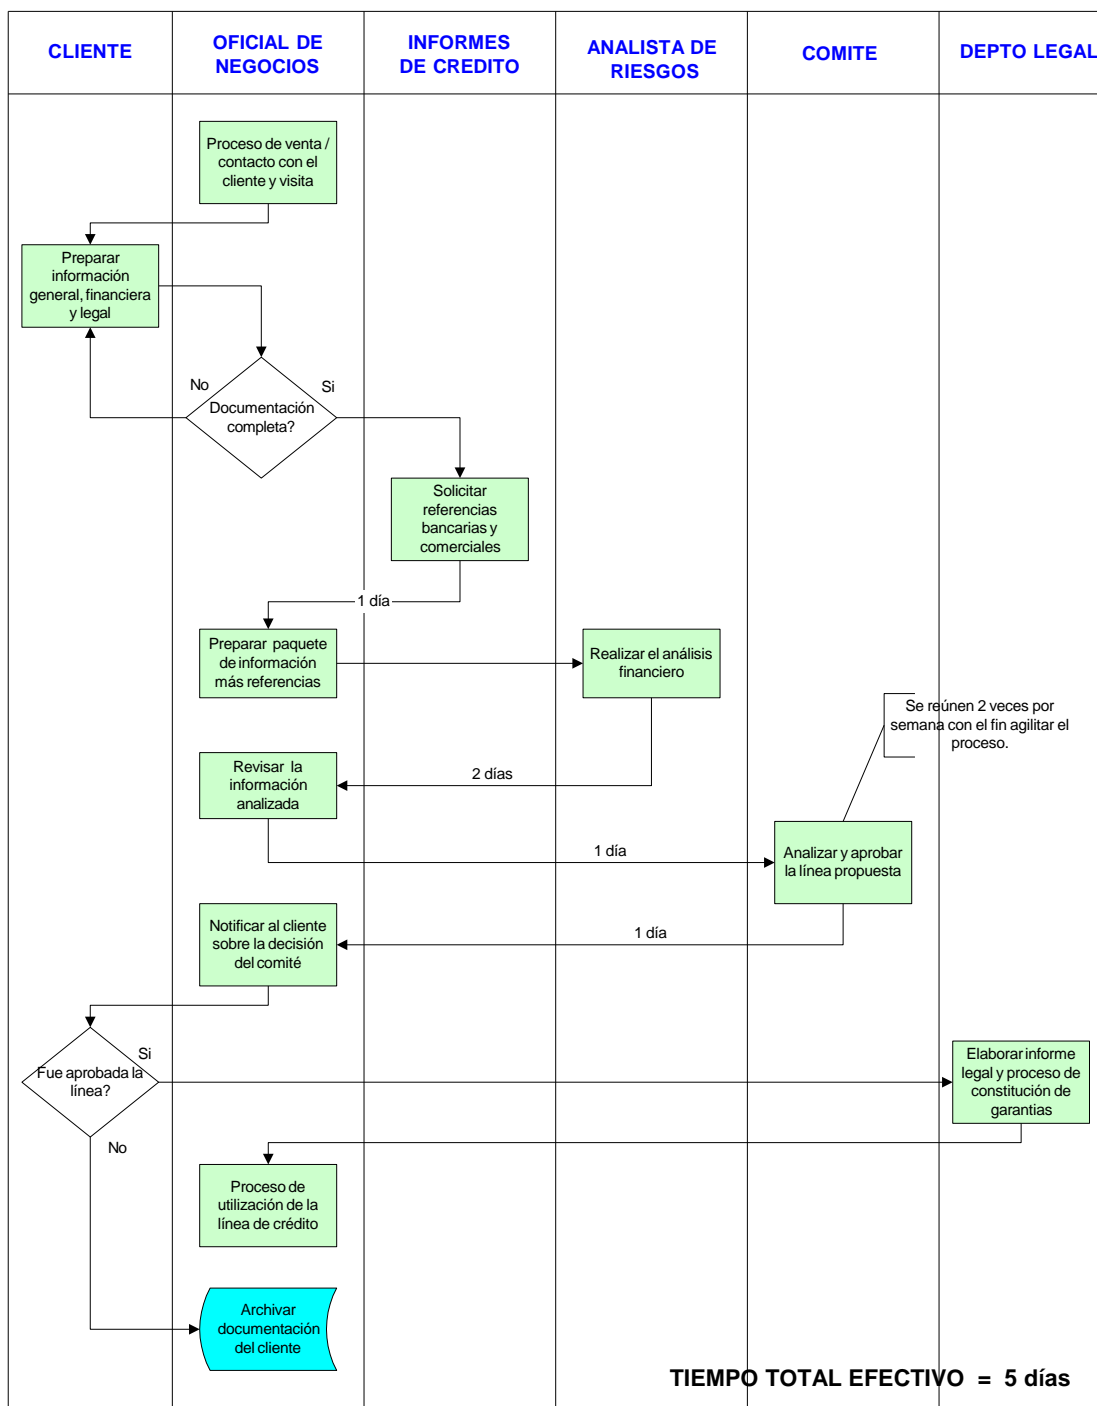 CLIENTE
OFICIAL DE
NEGOCIOS
INFORMES
DE CREDITO
ANALISTA DE
RIESGOS
COMITE
DEPTO LEGAL
Proceso de venta /
contacto con el
cliente y visita
Preparar
información
general, financiera
y legal
No
Si
Documentación
completa?
Solicitar
referencias
bancarias y
comerciales
1 día
Preparar paquete
de información
más referencias
Realizar el análisis
financiero
Se reúnen 2 veces por
semana con el fin agilitar el
proceso.
Revisar la
información
analizada
2 días
1 día
Analizar y aprobar
la línea propuesta
Notificar al cliente
sobre la decisión
del comité
1 día
Si
Fue aprobada la
línea?
No
Elaborar informe
legal y proceso de
constitución de
garantias
Proceso de
utilización de la
línea de crédito
Archivar
documentación
del cliente
TIEMPO TOTAL EFECTIVO = 5 días